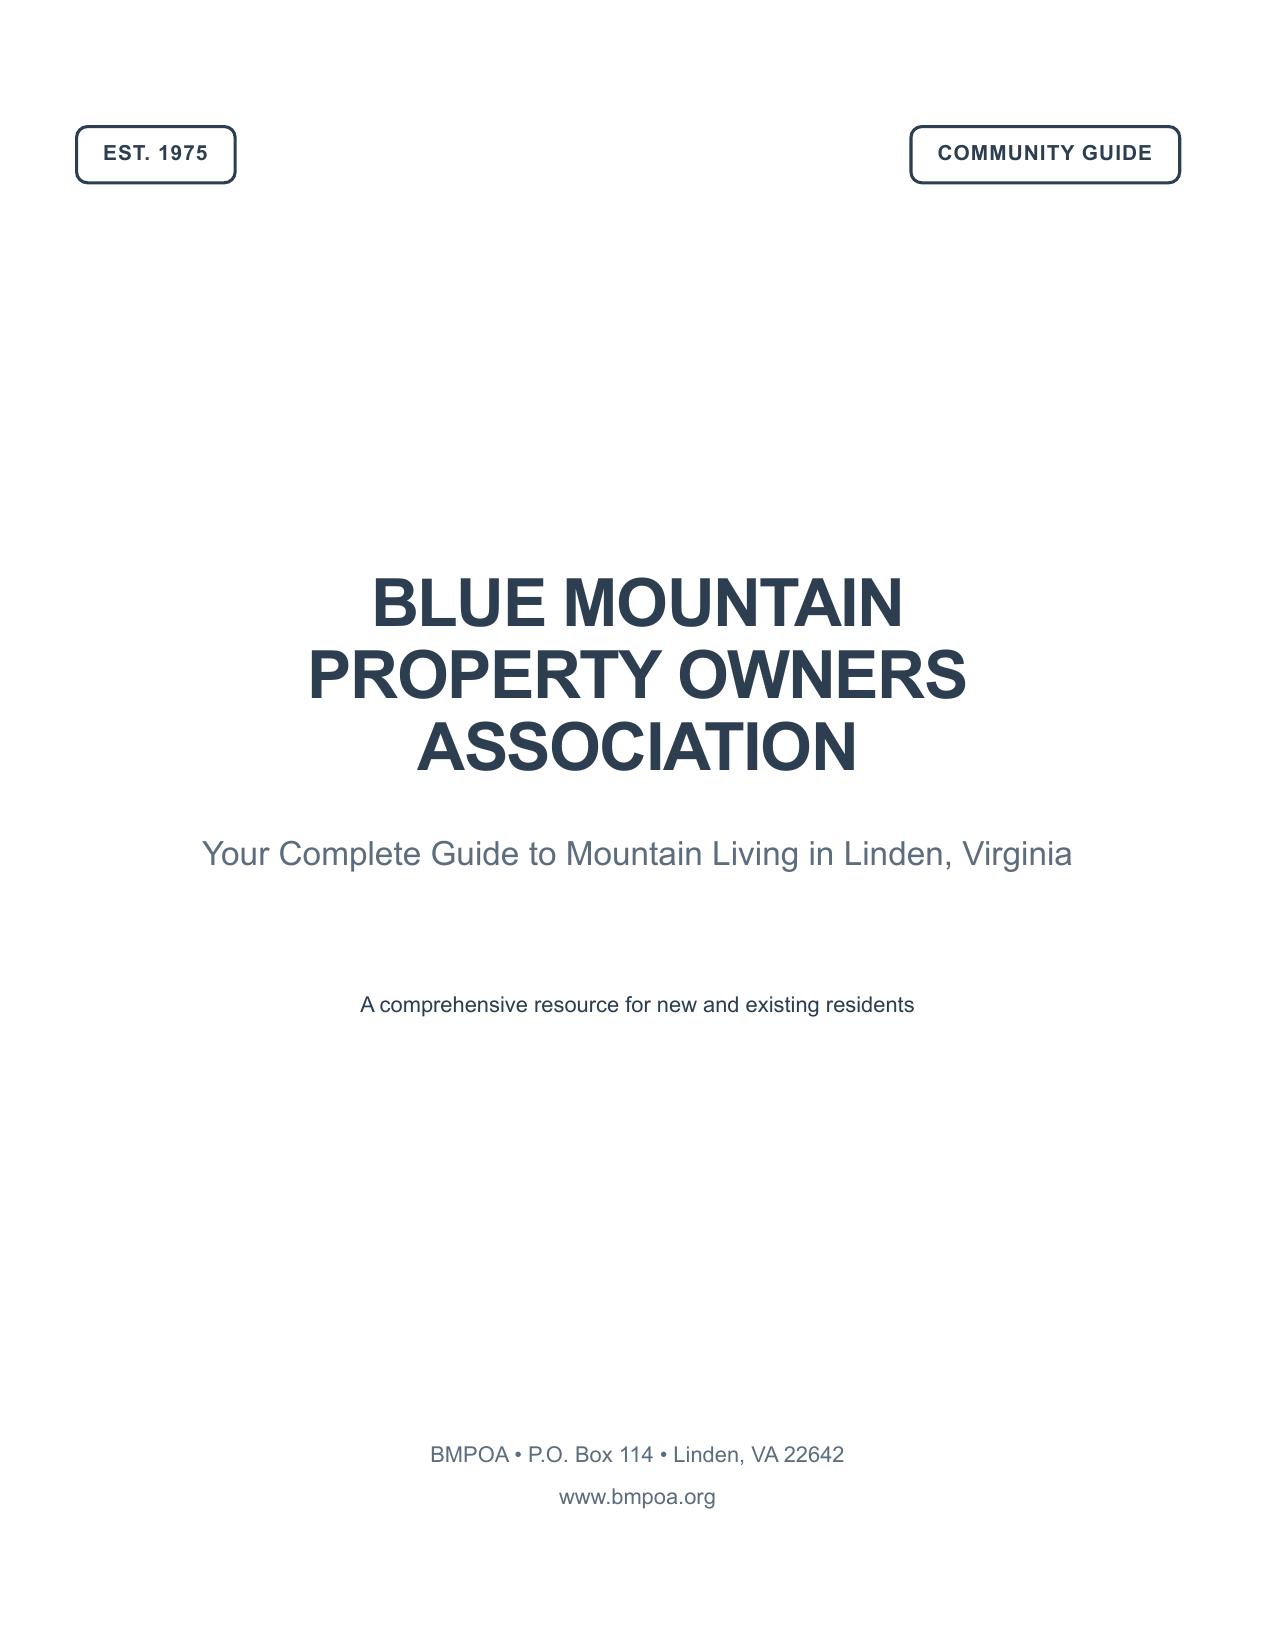 EST. 1975
COMMUNITY GUIDE
BLUE MOUNTAIN
PROPERTY OWNERS
ASSOCIATION
Your Complete Guide to Mountain Living in Linden, Virginia
A comprehensive resource for new and existing residents
BMPOA • P.O. Box 114 • Linden, VA 22642
www.bmpoa.org